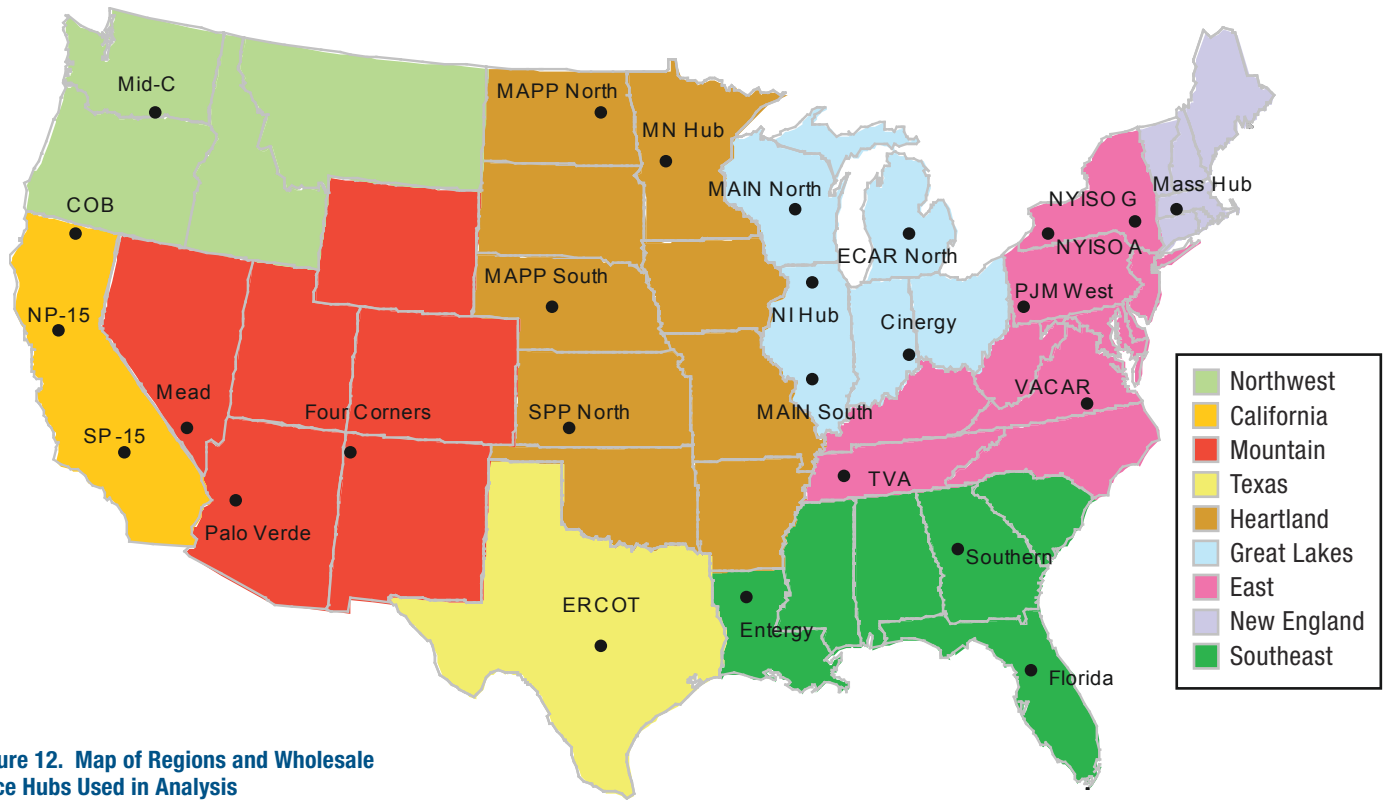 Mid-C
MAPP North
MN Hub
COB
MAIN North
NYISO G
Mass Hub
NYISO A
ECAR North
MAPP South
PJM West
NP-15
NI Hub
Cinergy
Mead
Four Corners
SPP North
MAIN South
VACAR
SP-15
TVA
Palo Verde
Southern
ERCOT
Entergy
Florida
Northwest
California
Mountain
Texas
Heartland
Great Lakes
East
New England
Southeast
ure 12. Map of Regions and Wholesale
ce Hubs Used in Analysis